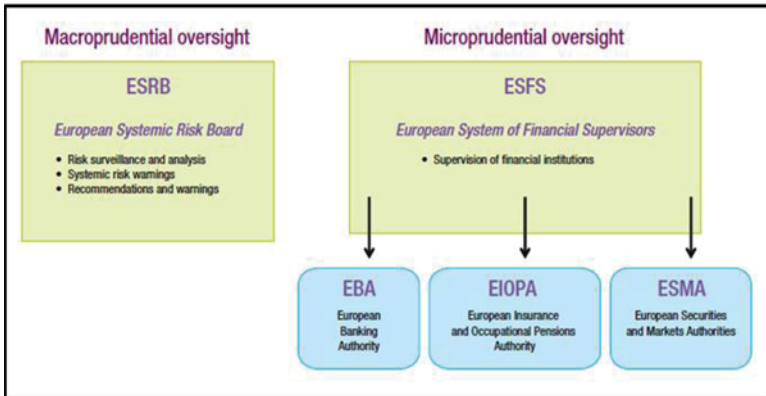 Macroprudential oversight
ESRB
European Systemic Risk Board
• Risk surveillance and analysis
• Systemic risk warnings
• Recommendations and warnings
Microprudential oversight
ESFS
European System of Financial Supervisors
• Supervision of financial institutions
EBA
European
Banking
Authority
EIOPA
European Insurance
and Occupational Pensions
Authority
ESMA
European Securities
and Markets Authorities